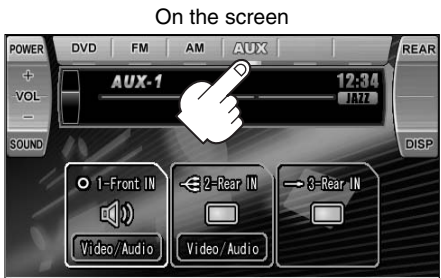 On the screen
POWER DVD FM AM AUX REAR
+
VOL
−
AUX-1 12:34
JAZZ
SOUND DISP
1-Front IN 2-Rear IN 3-Rear IN
Video/Audio Video/Audio